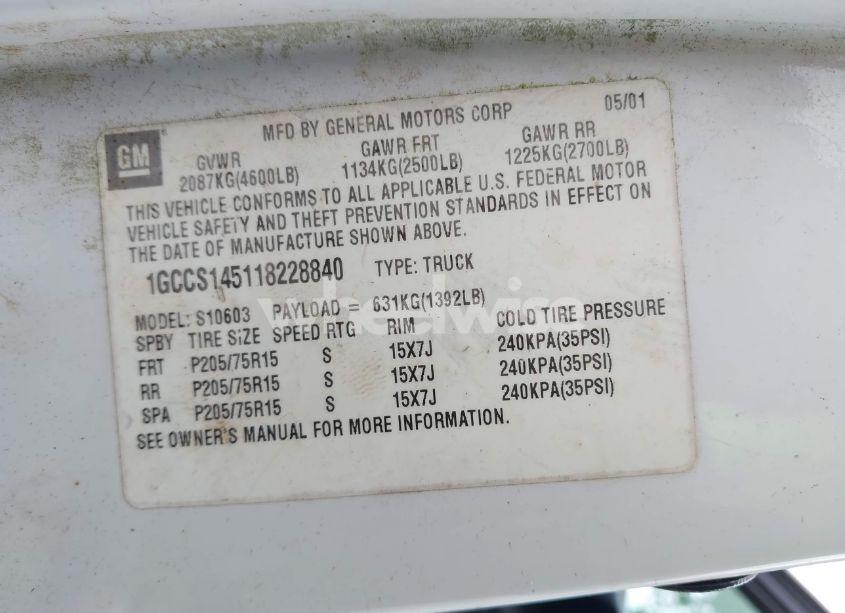 MFD BY GENERAL MOTORS CORP 05/01
GM
GVWR GAWR FRT GAWR RR
2087KG(4600LB) 1134KG(2500LB) 1225KG(2700LB)
THIS VEHICLE CONFORMS TO ALL APPLICABLE U.S. FEDERAL MOTOR
VEHICLE SAFETY AND THEFT PREVENTION STANDARDS IN EFFECT ON
THE DATE OF MANUFACTURE SHOWN ABOVE.
1GCCS145118228840 TYPE: TRUCK
MODEL: S10603 PAYLOAD = 631KG(1392LB)
SPBY TIRE SIZE SPEED RTG RIM COLD TIRE PRESSURE
FRT P205/75R15 S 15X7J 240KPA(35PSI)
RR P205/75R15 S 15X7J 240KPA(35PSI)
SPA P205/75R15 S 15X7J 240KPA(35PSI)
SEE OWNER'S MANUAL FOR MORE INFORMATION.
wheelwise